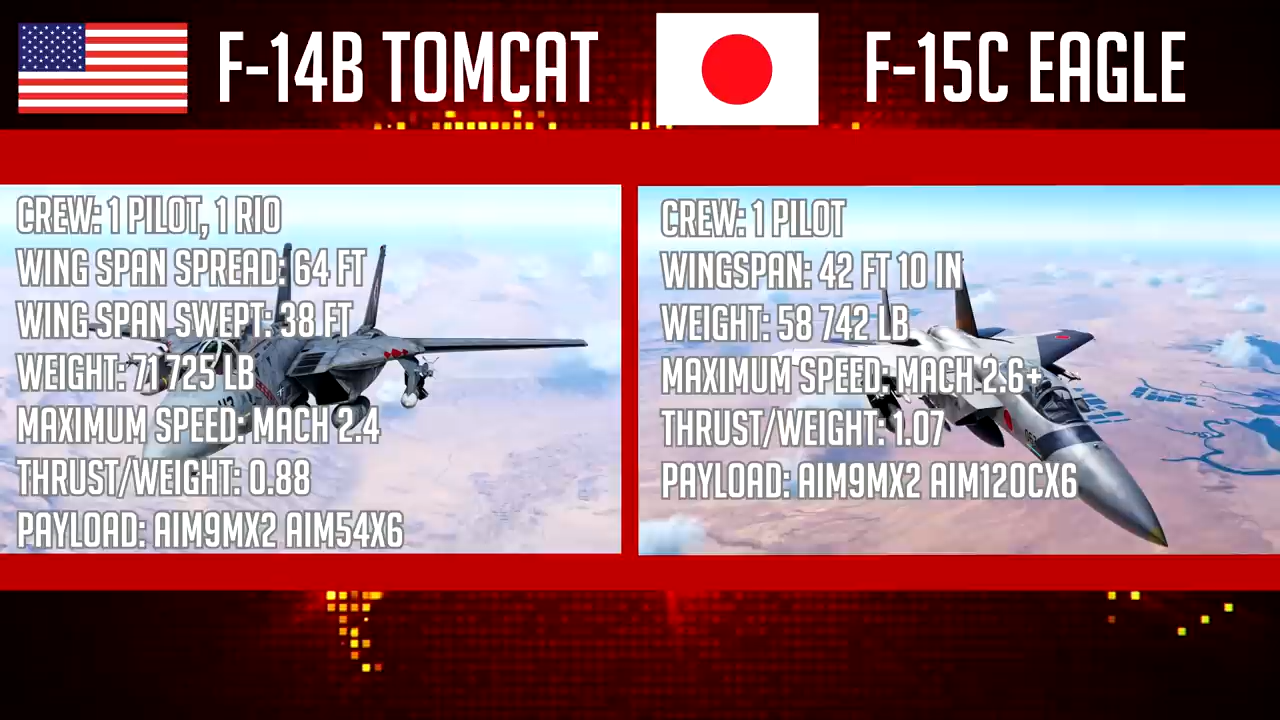 F-14B TOMCAT
F-15C EAGLE
CREW: 1 PILOT, 1 RIO
WING SPAN SPREAD: 64 FT
WING SPAN SWEPT: 38 FT
WEIGHT: 71 725 LB
MAXIMUM SPEED: MACH 2.4
THRUST/WEIGHT: 0.88
PAYLOAD: AIM9MX2 AIM54X6
CREW: 1 PILOT
WINGSPAN: 42 FT 10 IN
WEIGHT: 58 742 LB
MAXIMUM SPEED: MACH 2.6+
THRUST/WEIGHT: 1.07
PAYLOAD: AIM9MX2 AIM120CX6